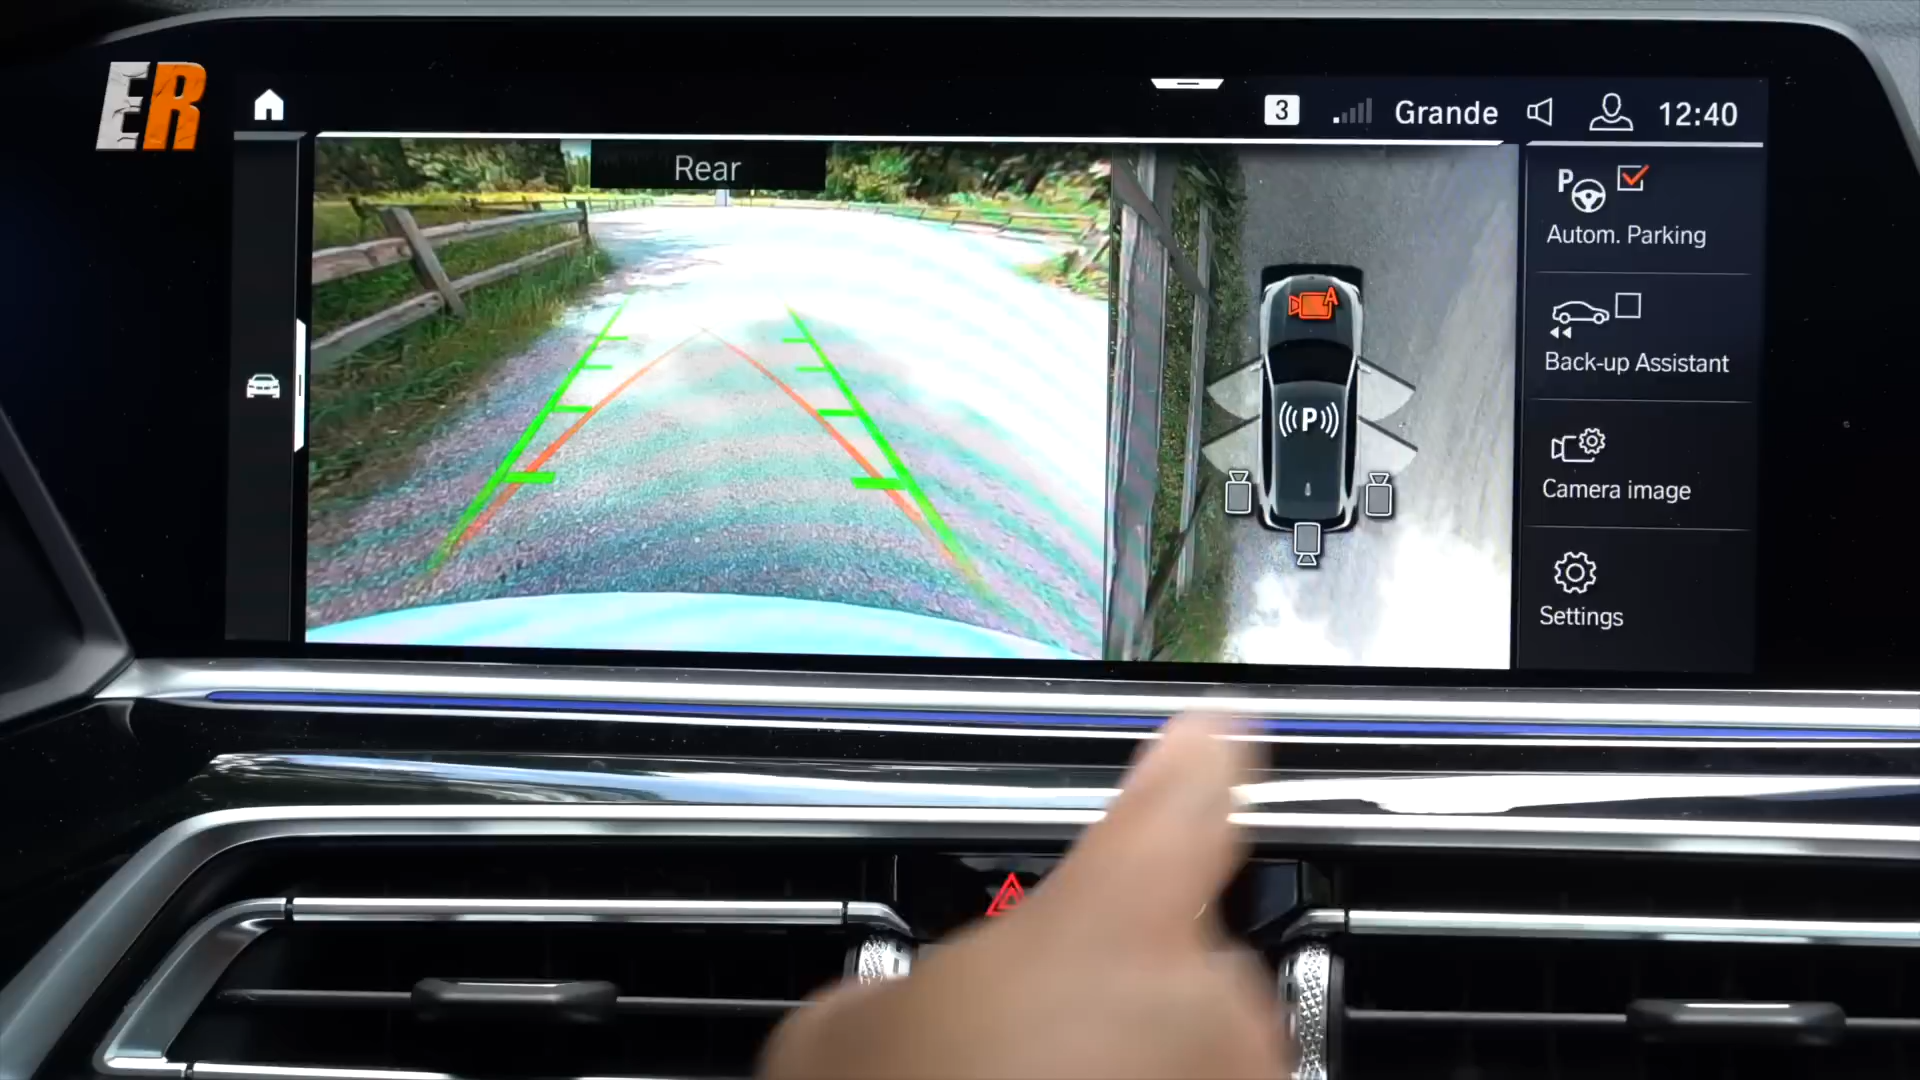 ER
3 Grande 12:40
Rear
P
Autom. Parking
A
P
Back-up Assistant
Camera image
Settings